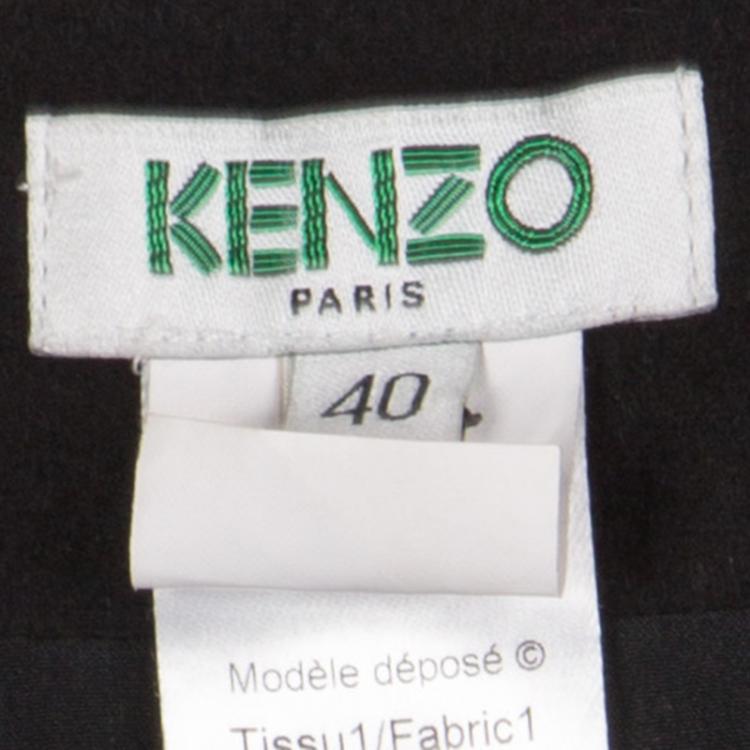 KENZO
PARIS
40
Modèle déposé ©
Tissu1/Fabric1